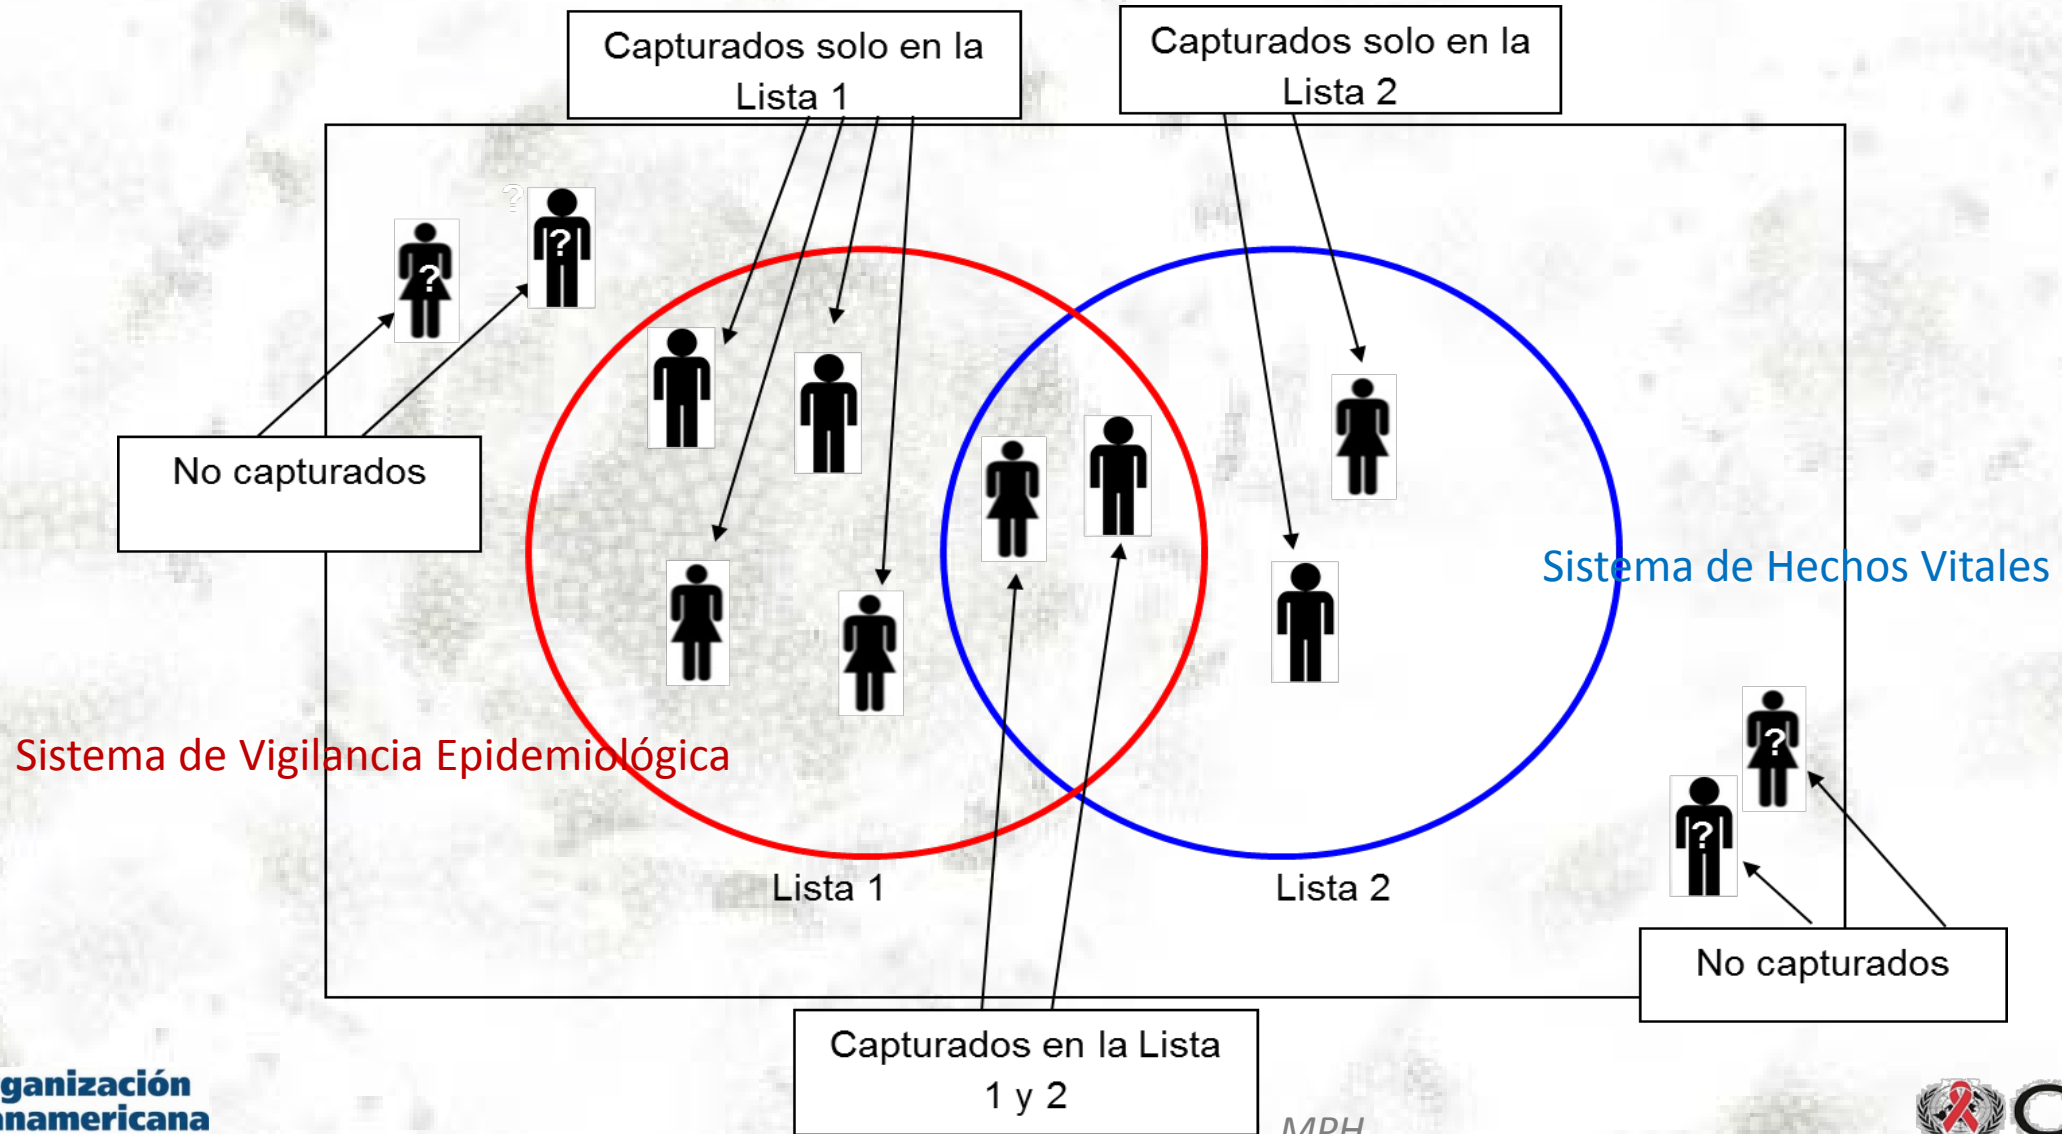 Capturados solo en la
Lista 1
Capturados solo en la
Lista 2
?
?
?
No capturados
Sistema de Hechos Vitales
Sistema de Vigilancia Epidemiológica
?
?
Lista 1
Lista 2
No capturados
Capturados en la Lista
1 y 2
ganización
namericana
MPH